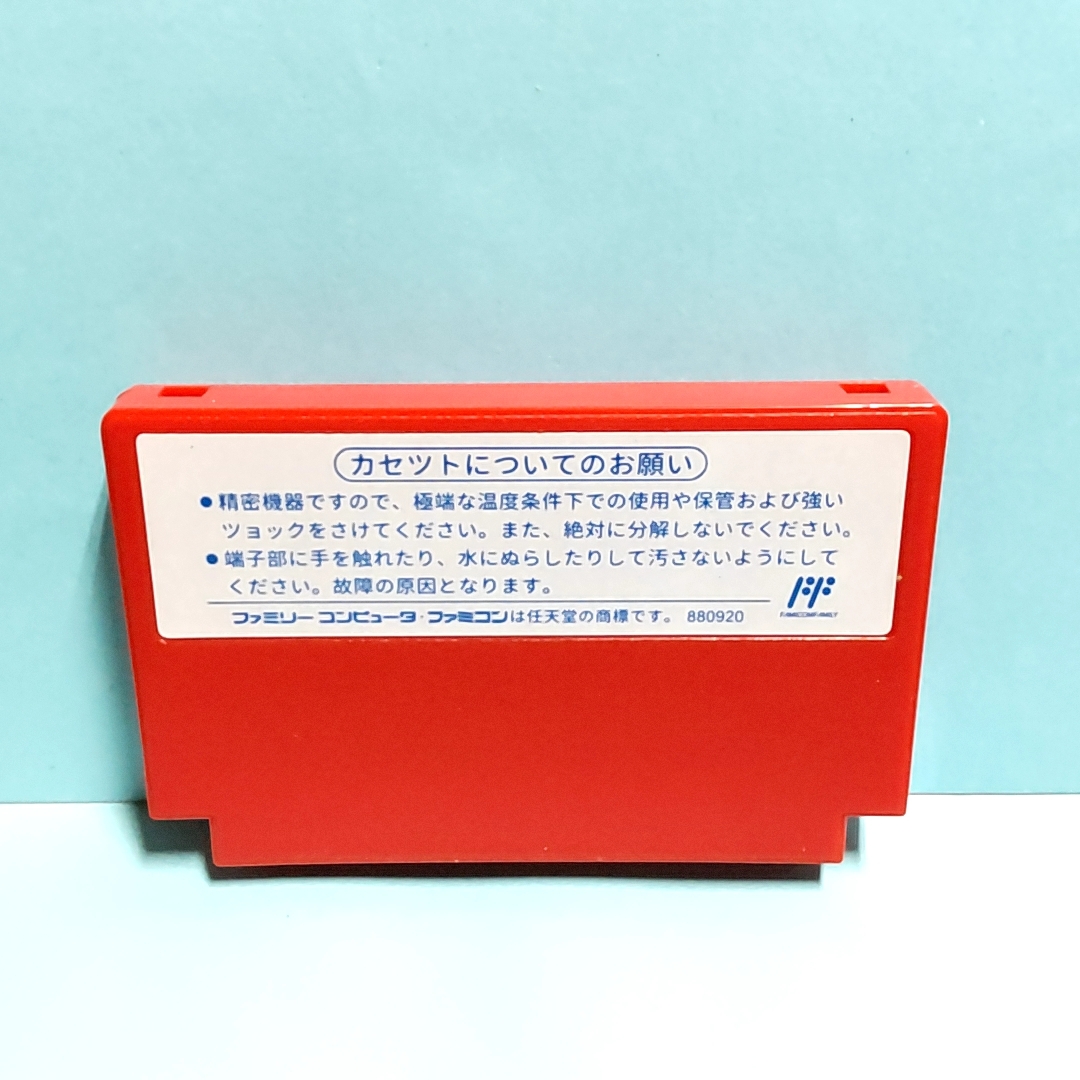 カセットについてのお願い
●精密機器ですので、極端な温度条件下での使用や保管および強い
ツョックをさけてください。また、絶対に分解しないでください。
●端子部に手を触れたり、水にぬらしたりして汚さないようにして
ください。故障の原因となります。
FF
FAMICOM FAMILY
ファミリーコンピュータ・ファミコンは任天堂の商標です。 880920